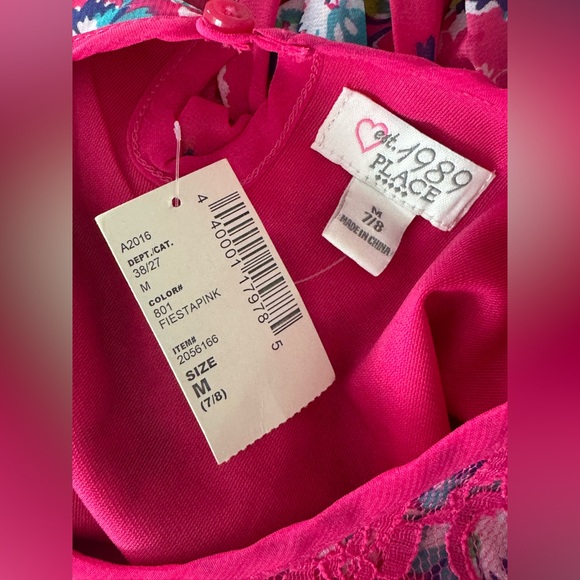 est. 1989
PLACE
M
7/8
MADE IN CHINA
A2016
DEPT./CAT.
38/27
M
COLOR#
801
FIESTAPINK
ITEM#
2056166
SIZE
M
(7/8)
4 40001 17978 5